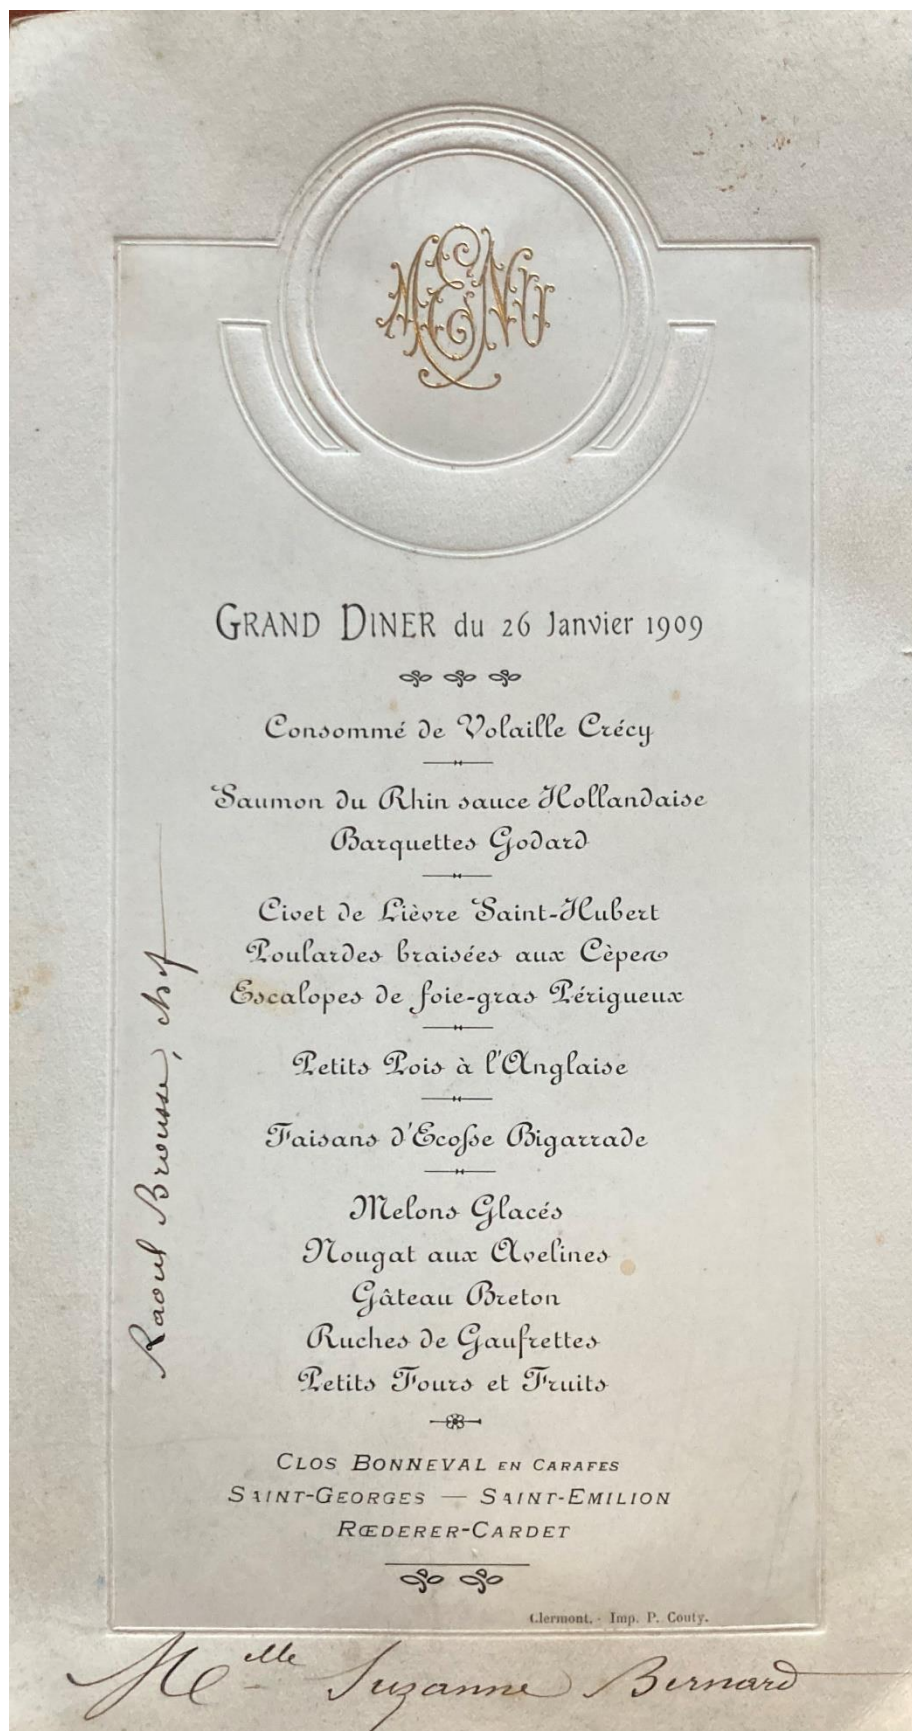 MENU
GRAND DINER du 26 Janvier 1909
Consommé de Volaille Crécy
Saumon du Rhin sauce Hollandaise
Barquettes Godard
Civet de Lièvre Saint-Hubert
Poulardes braisées aux Cèpes
Escalopes de foie-gras Périgueux
Petits Pois à l'Anglaise
Faisans d'Ecosse Bigarrade
Melons Glacés
Nougat aux Avelines
Gâteau Breton
Ruches de Gaufrettes
Petits Fours et Fruits
CLOS BONNEVAL EN CARAFES
SAINT-GEORGES — SAINT-EMILION
RŒDERER-CARDET
Clermont. - Imp. P. Couty.
Raoul Brousse, chef
Melle Suzanne Bernard